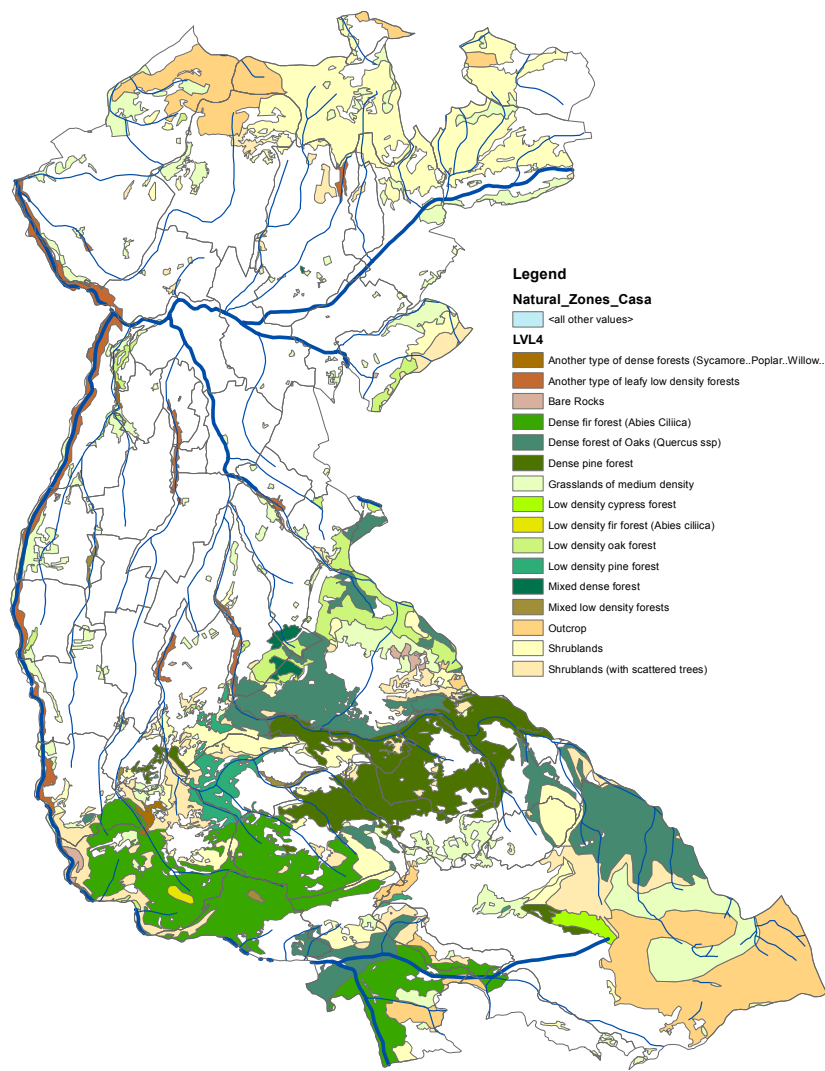 Legend
Natural_Zones_Casa
<all other values>
LVL4
Another type of dense forests (Sycamore..Poplar..Willow..
Another type of leafy low density forests
Bare Rocks
Dense fir forest (Abies Ciliica)
Dense forest of Oaks (Quercus ssp)
Dense pine forest
Grasslands of medium density
Low density cypress forest
Low density fir forest (Abies ciliica)
Low density oak forest
Low density pine forest
Mixed dense forest
Mixed low density forests
Outcrop
Shrublands
Shrublands (with scattered trees)